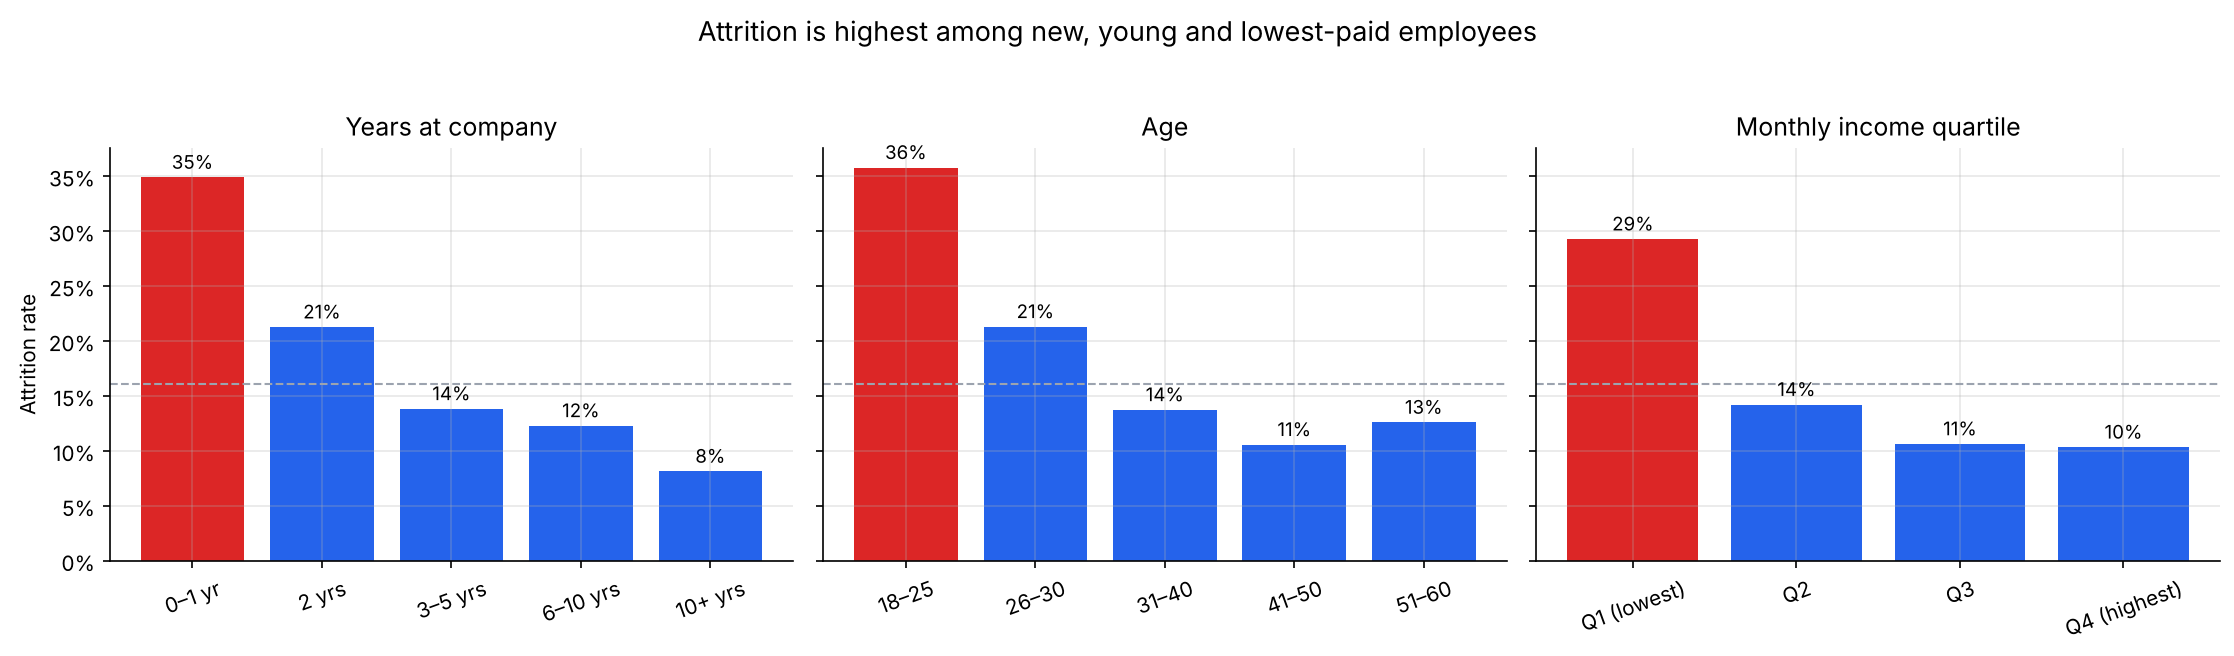 Attrition is highest among new, young and lowest-paid employees
Years at company
Attrition rate
35%
30%
25%
20%
15%
10%
5%
0%
35%
21%
14%
12%
8%
0–1 yr
2 yrs
3–5 yrs
6–10 yrs
10+ yrs
Age
36%
21%
14%
11%
13%
18–25
26–30
31–40
41–50
51–60
Monthly income quartile
29%
14%
11%
10%
Q1 (lowest)
Q2
Q3
Q4 (highest)